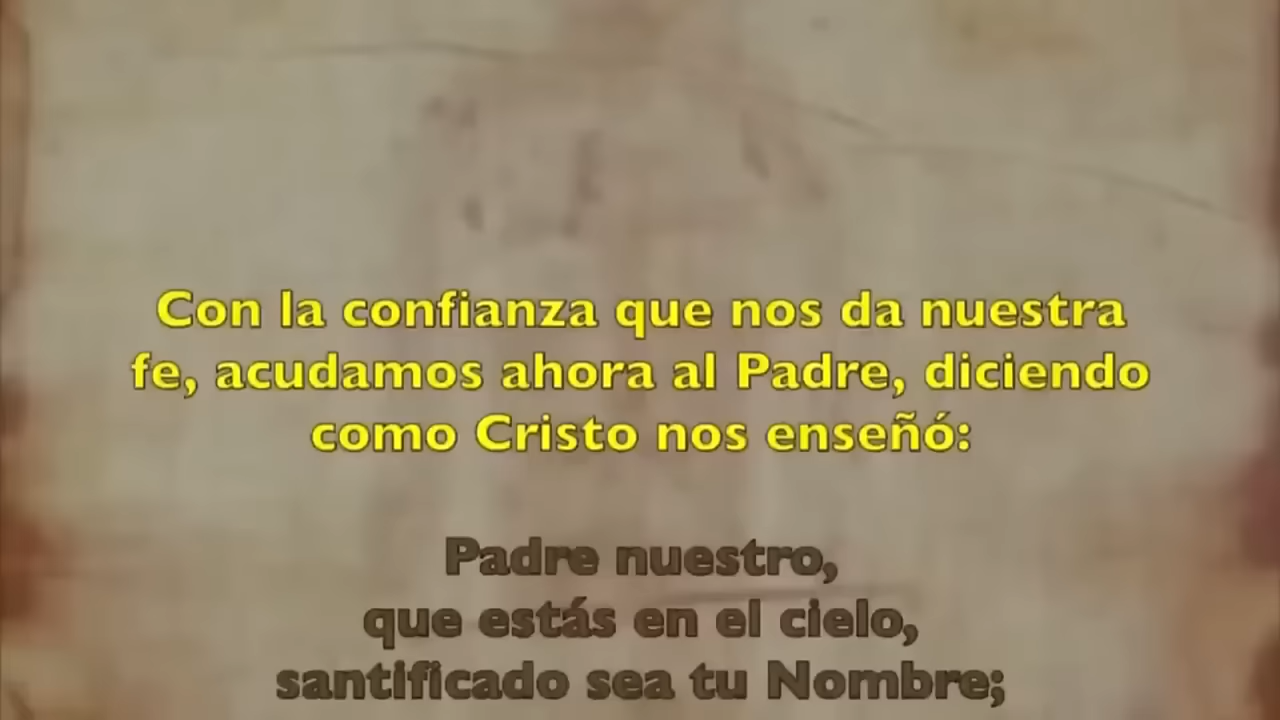 Con la confianza que nos da nuestra
fe, acudamos ahora al Padre, diciendo
como Cristo nos enseñó:
Padre nuestro,
que estás en el cielo,
santificado sea tu Nombre;